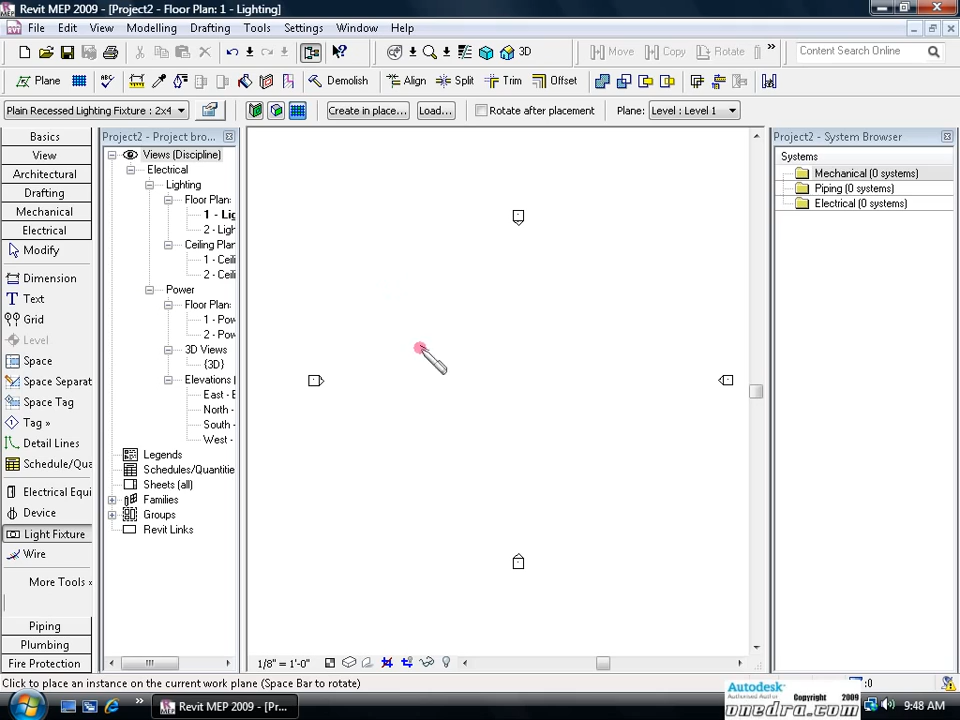 Revit MEP 2009 - [Project2 - Floor Plan: 1 - Lighting]
File Edit View Modelling Drafting Tools Settings Window Help
3D Move Copy Rotate » Content Search Online
Plane Demolish Align Split Trim Offset
Plain Recessed Lighting Fixture : 2x4 Create in place... Load... Rotate after placement Plane: Level : Level 1
Basics
View
Architectural
Drafting
Mechanical
Electrical
Modify
Dimension
Text
Grid
Level
Space
Space Separat
Space Tag
Tag »
Detail Lines
Schedule/Qua
Electrical Equi
Device
Light Fixture
Wire
More Tools »
Piping
Plumbing
Fire Protection
Project2 - Project bro...
Views (Discipline)
Electrical
Lighting
Floor Plan:
1 - Lig
2 - Ligh
Ceiling Plan
1 - Ceili
2 - Ceili
Power
Floor Plan:
1 - Pow
2 - Pow
3D Views
{3D}
Elevations (
East - E
North -
South -
West -
Legends
Schedules/Quantitie
Sheets (all)
Families
Groups
Revit Links
Project2 - System Browser
Systems
Mechanical (0 systems)
Piping (0 systems)
Electrical (0 systems)
1/8" = 1'-0"
Click to place an instance on the current work plane (Space Bar to rotate)
:0
» Revit MEP 2009 - [Pr...
Autodesk Authorized Copyright 2009
onedra.com
9:48 AM